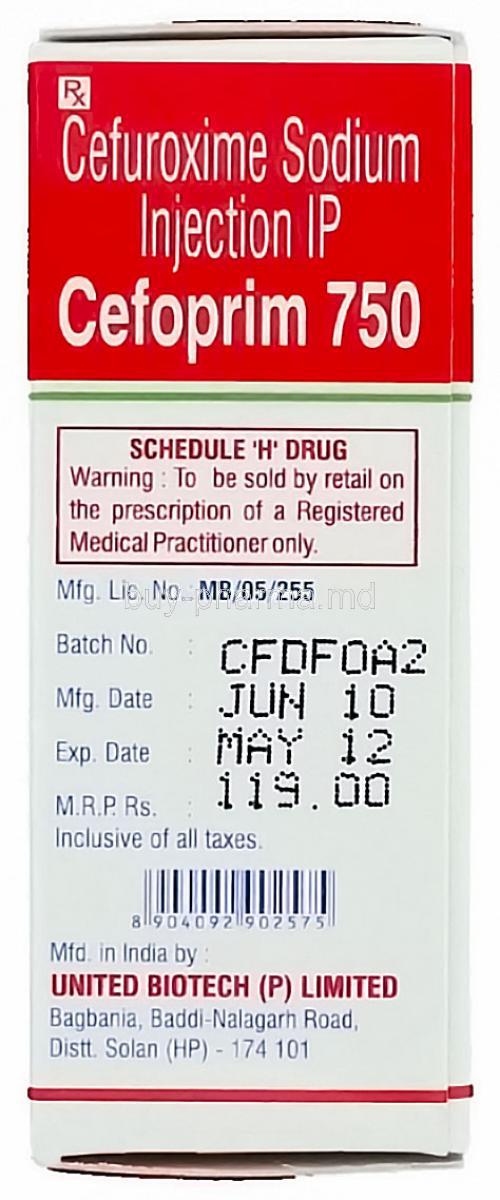 Rx
Cefuroxime Sodium
Injection IP
Cefoprim 750
SCHEDULE 'H' DRUG
Warning : To be sold by retail on
the prescription of a Registered
Medical Practitioner only.
Mfg. Lic. No.: MB/05/255
buy-pharma.md
Batch No. : CFDF0A2
Mfg. Date : JUN 10
Exp. Date : MAY 12
M.R.P. Rs. : 119.00
Inclusive of all taxes.
8 904092 902575
Mfd. in India by :
UNITED BIOTECH (P) LIMITED
Bagbania, Baddi-Nalagarh Road,
Distt. Solan (HP) - 174 101